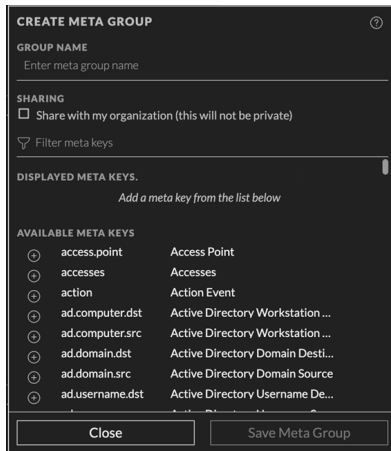 CREATE META GROUP
GROUP NAME
Enter meta group name
SHARING
Share with my organization (this will not be private)
Filter meta keys
DISPLAYED META KEYS.
Add a meta key from the list below
AVAILABLE META KEYS
access.point Access Point
accesses Accesses
action Action Event
ad.computer.dst Active Directory Workstation ...
ad.computer.src Active Directory Workstation ...
ad.domain.dst Active Directory Domain Desti...
ad.domain.src Active Directory Domain Source
ad.username.dst Active Directory Username De...
Close Save Meta Group